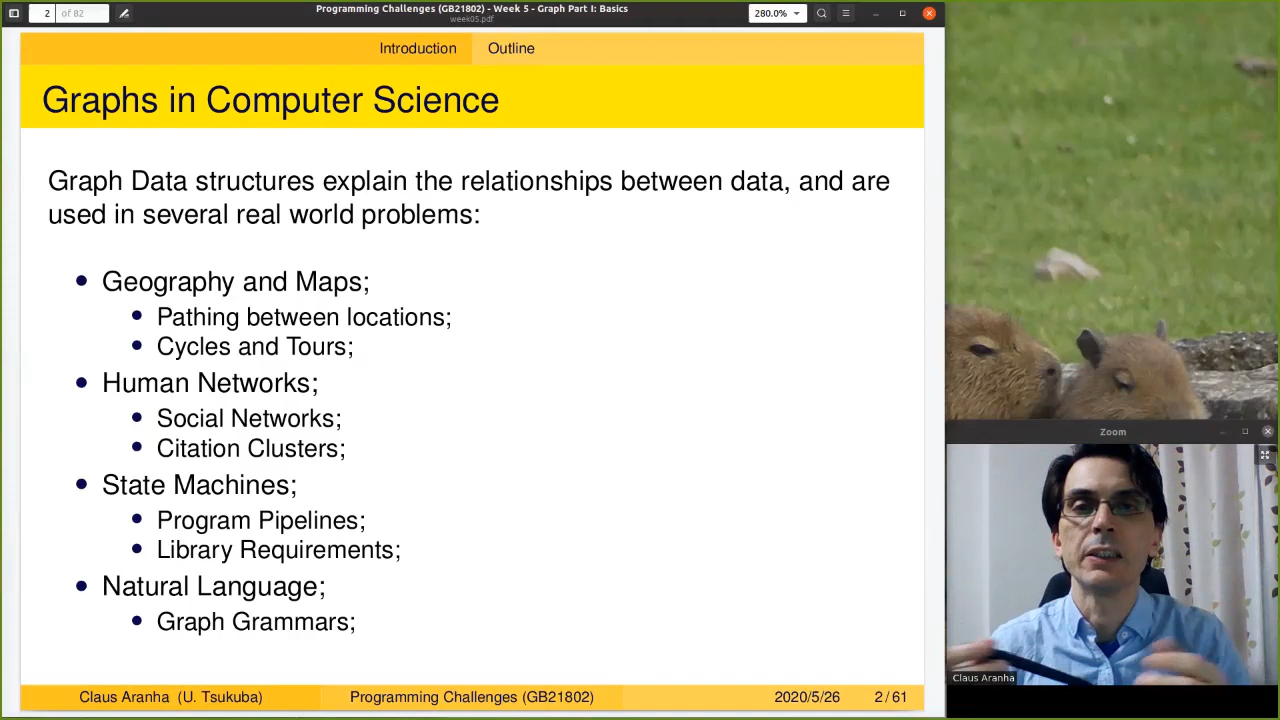 2 of 82
Programming Challenges (GB21802) - Week 5 - Graph Part I: Basics
week05.pdf
280.0%
Introduction Outline
Graphs in Computer Science
Graph Data structures explain the relationships between data, and are
used in several real world problems:
• Geography and Maps;
• Pathing between locations;
• Cycles and Tours;
• Human Networks;
• Social Networks;
• Citation Clusters;
• State Machines;
• Program Pipelines;
• Library Requirements;
• Natural Language;
• Graph Grammars;
Claus Aranha (U. Tsukuba) Programming Challenges (GB21802) 2020/5/26 2 / 61
Zoom
Claus Aranha